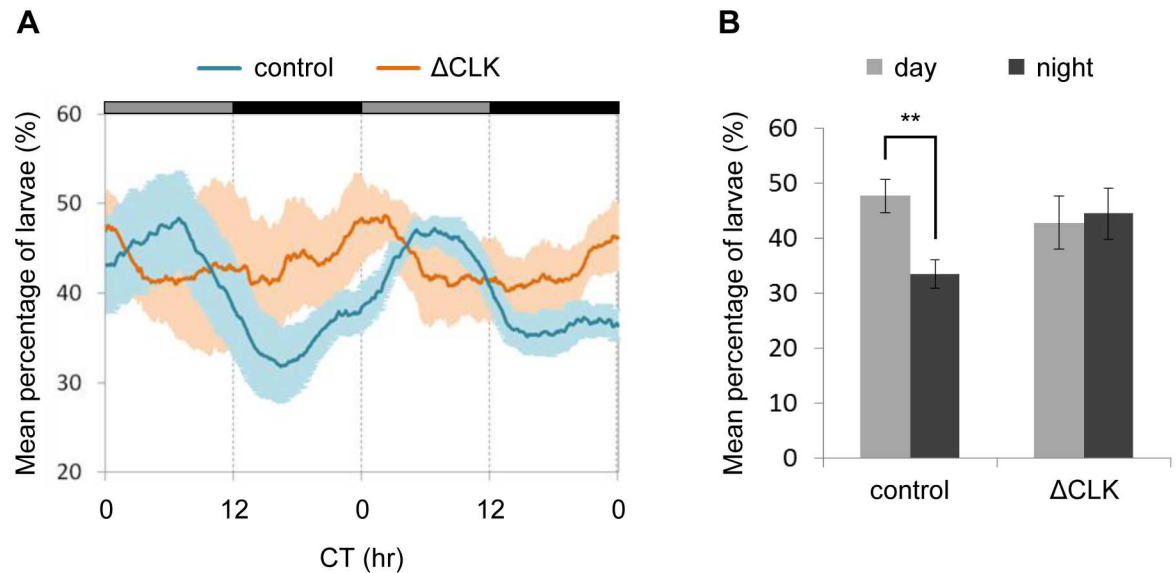 A
control ΔCLK
Mean percentage of larvae (%)
60
50
40
30
20
0 12 0 12 0
CT (hr)
B
day night
**
Mean percentage of larvae (%)
60
50
40
30
20
10
0
control ΔCLK